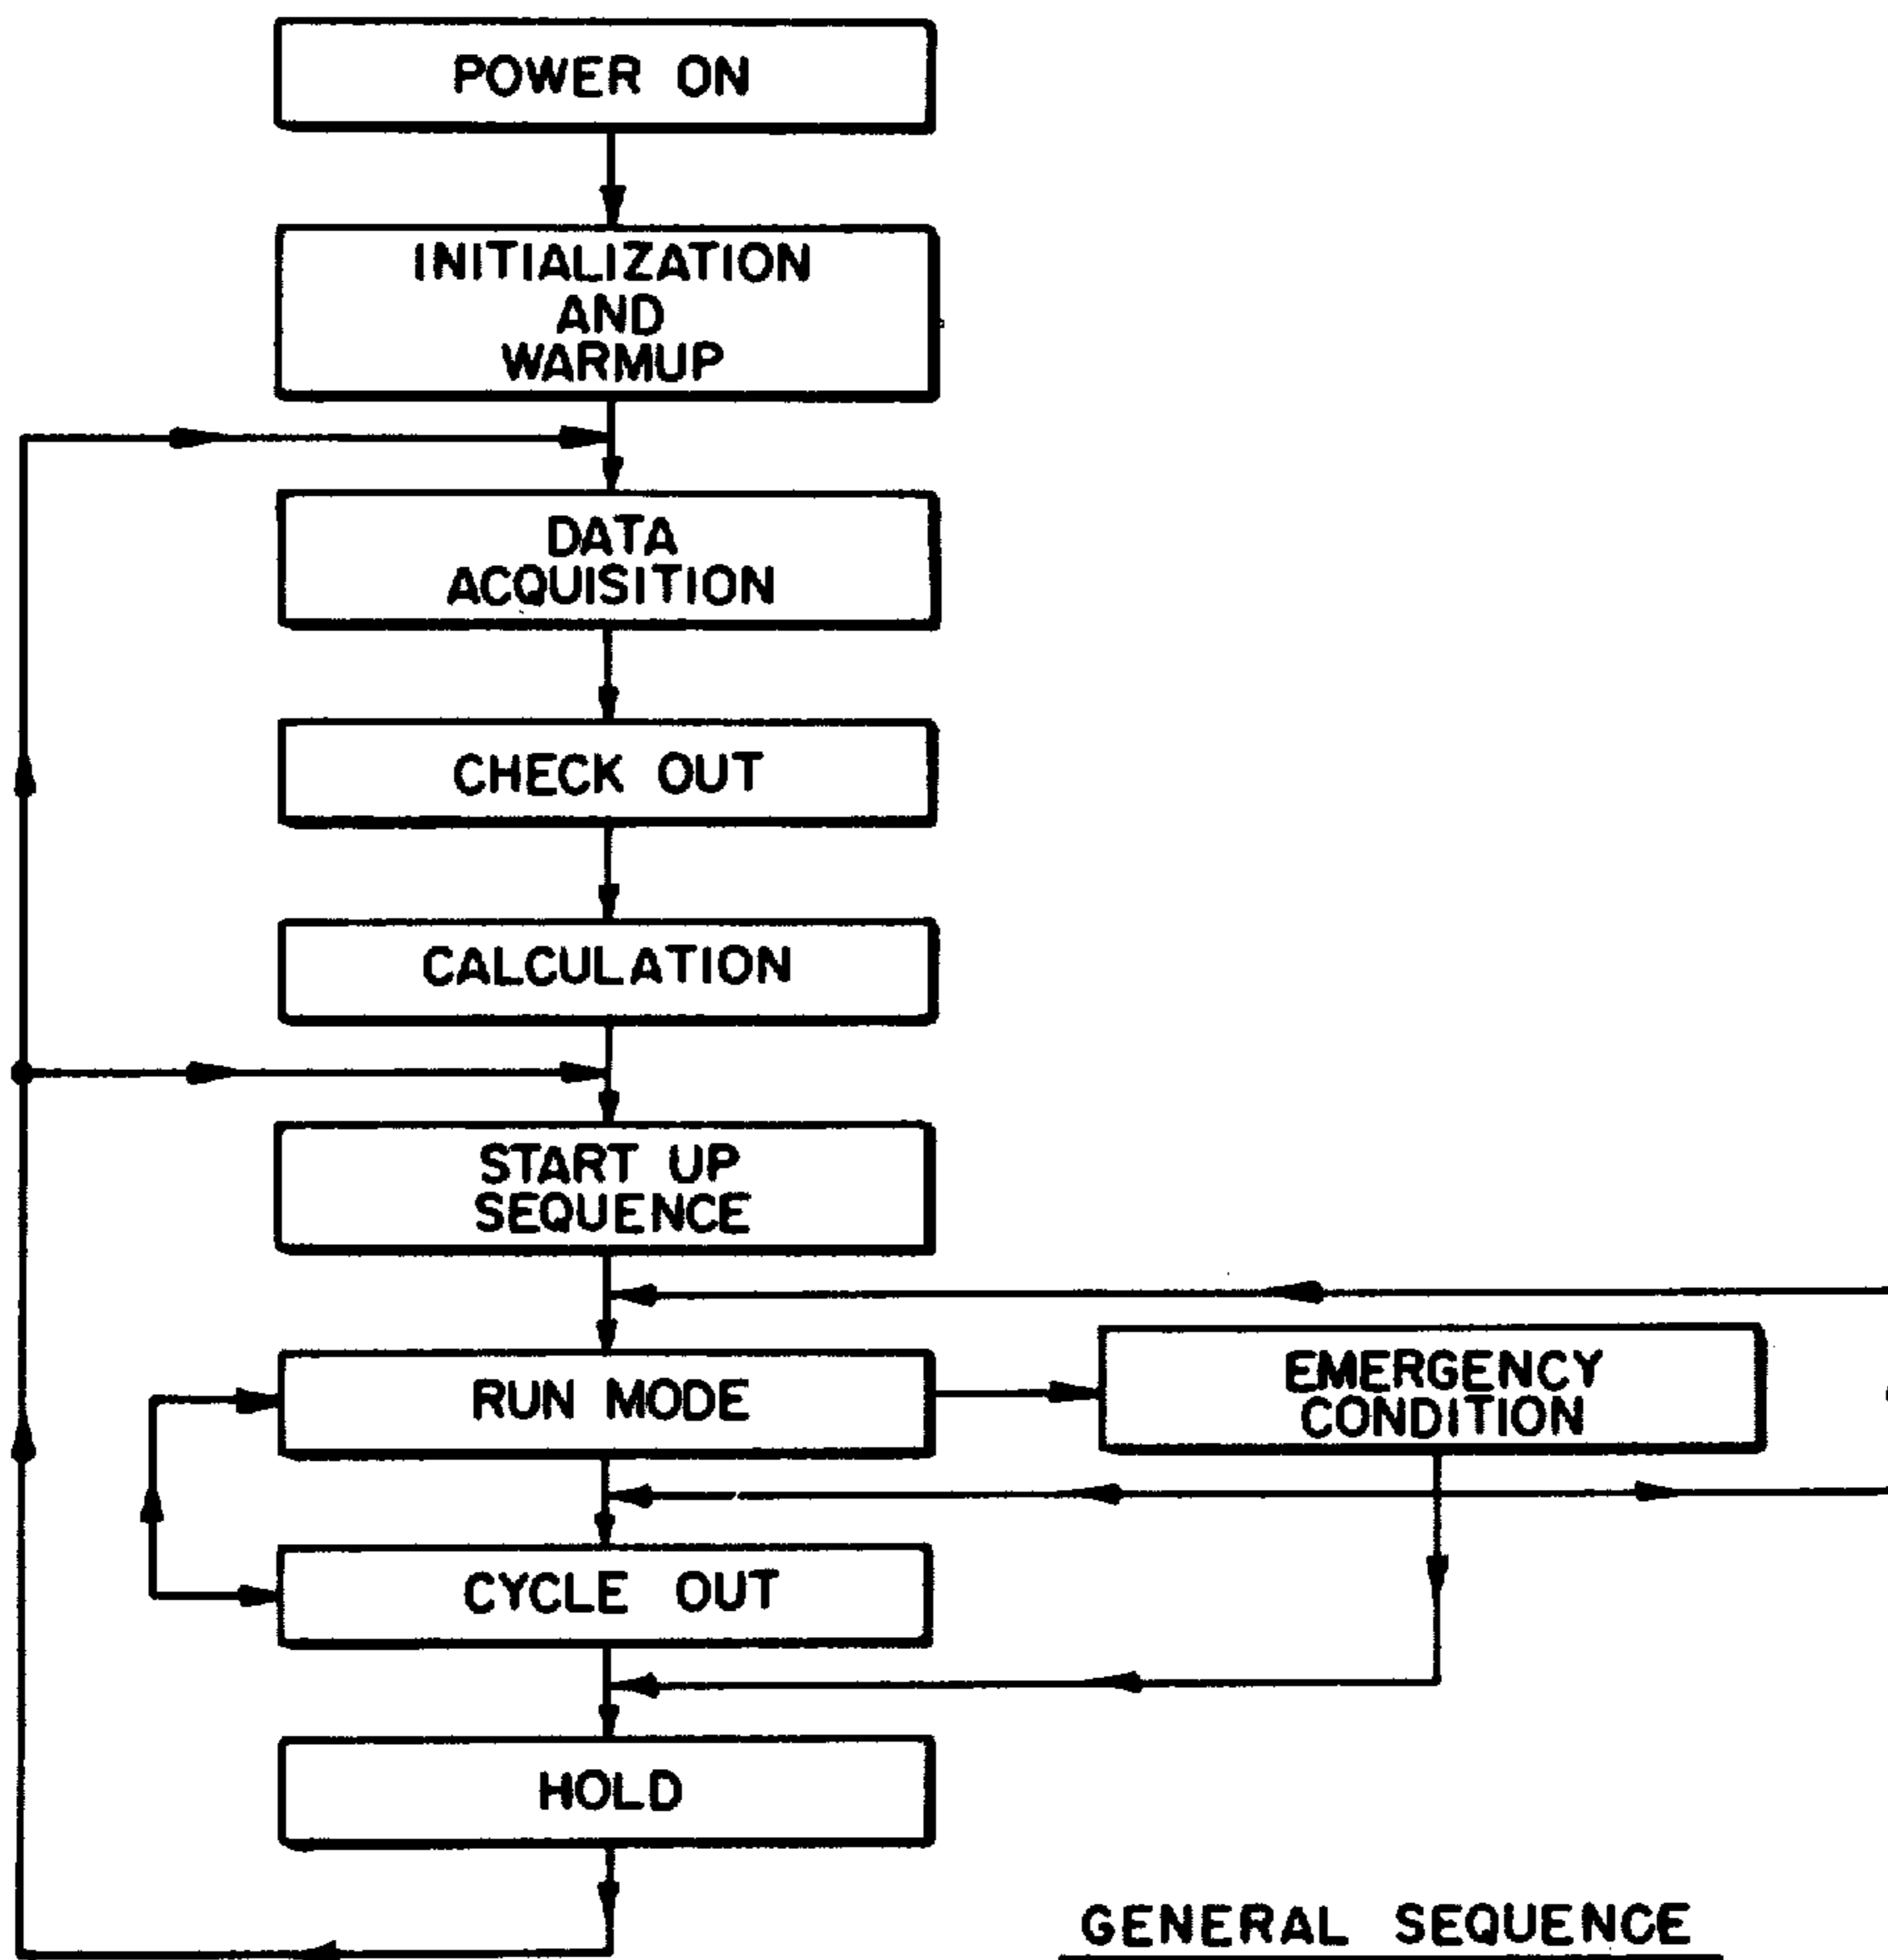 POWER ON
INITIALIZATION
AND
WARMUP
DATA
ACQUISITION
CHECK OUT
CALCULATION
START UP
SEQUENCE
RUN MODE
EMERGENCY
CONDITION
CYCLE OUT
HOLD
GENERAL SEQUENCE